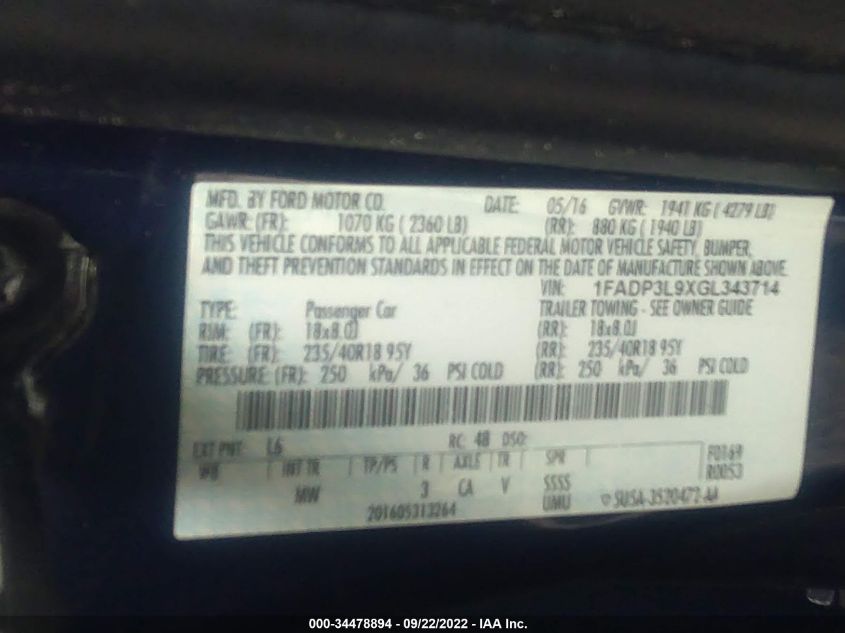 MFD. BY FORD MOTOR CO. DATE: 05/16 GVWR: 1941 KG ( 4279 LB)
GAWR: (FR): 1070 KG ( 2360 LB) (RR): 880 KG ( 1940 LB)
THIS VEHICLE CONFORMS TO ALL APPLICABLE FEDERAL MOTOR VEHICLE SAFETY, BUMPER,
AND THEFT PREVENTION STANDARDS IN EFFECT ON THE DATE OF MANUFACTURE SHOWN ABOVE.
VIN: 1FADP3L9XGL343714
TYPE: Passenger Car TRAILER TOWING - SEE OWNER GUIDE
RIM: (FR): 18x8.0J (RR): 18x8.0J
TIRE: (FR): 235/40R18 95Y (RR): 235/40R18 95Y
PRESSURE: (FR): 250 kPa/ 36 PSI COLD (RR): 250 kPa/ 36 PSI COLD
EXT PNT: L6 RC: 48 DSO: F0169
WB INT TR TP/PS R AXLE TR SPR R0053
MW 3 CA V SSSS
201605313264 UMU 5U5A-3520472-AA
000-34478894 - 09/22/2022 - IAA Inc.